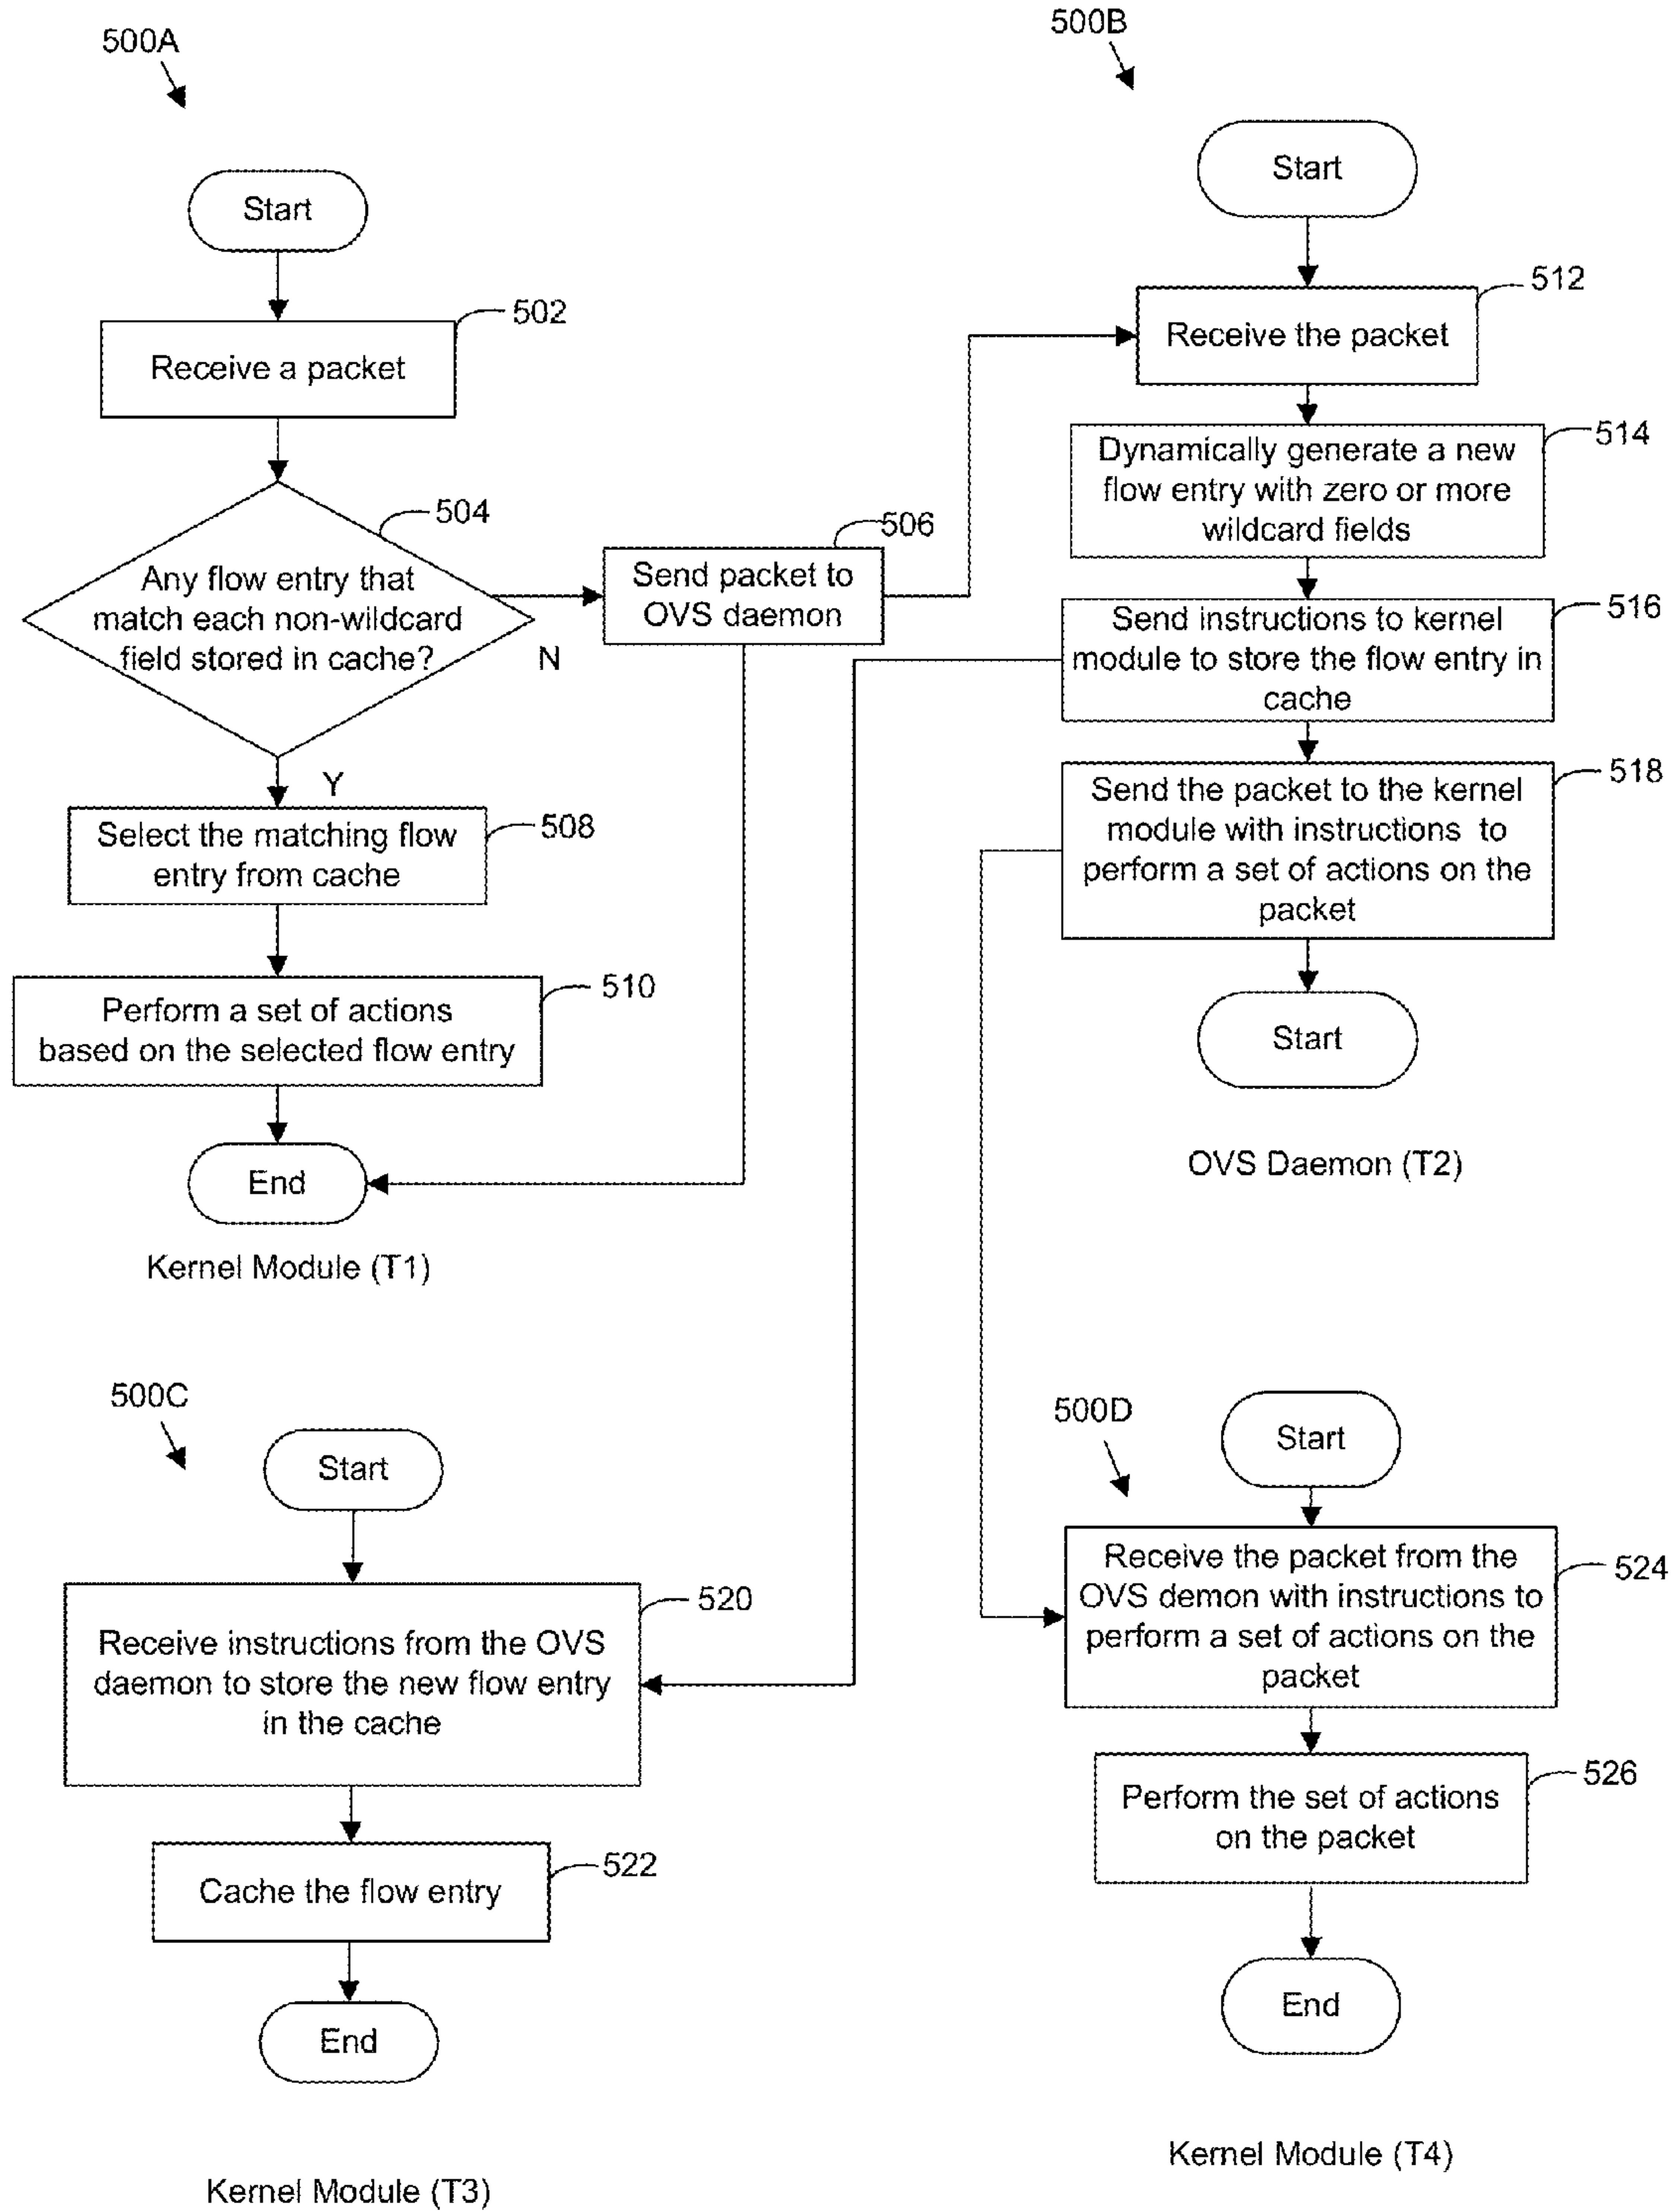 500A
Start
502
Receive a packet
504
Any flow entry that
match each non-wildcard
field stored in cache?
N
506
Send packet to
OVS daemon
Y
508
Select the matching flow
entry from cache
510
Perform a set of actions
based on the selected flow entry
End
Kernel Module (T1)
500B
Start
512
Receive the packet
514
Dynamically generate a new
flow entry with zero or more
wildcard fields
516
Send instructions to kernel
module to store the flow entry in
cache
518
Send the packet to the kernel
module with instructions to
perform a set of actions on the
packet
Start
OVS Daemon (T2)
500C
Start
520
Receive instructions from the OVS
daemon to store the new flow entry
in the cache
522
Cache the flow entry
End
Kernel Module (T3)
500D
Start
524
Receive the packet from the
OVS demon with instructions to
perform a set of actions on the
packet
526
Perform the set of actions
on the packet
End
Kernel Module (T4)